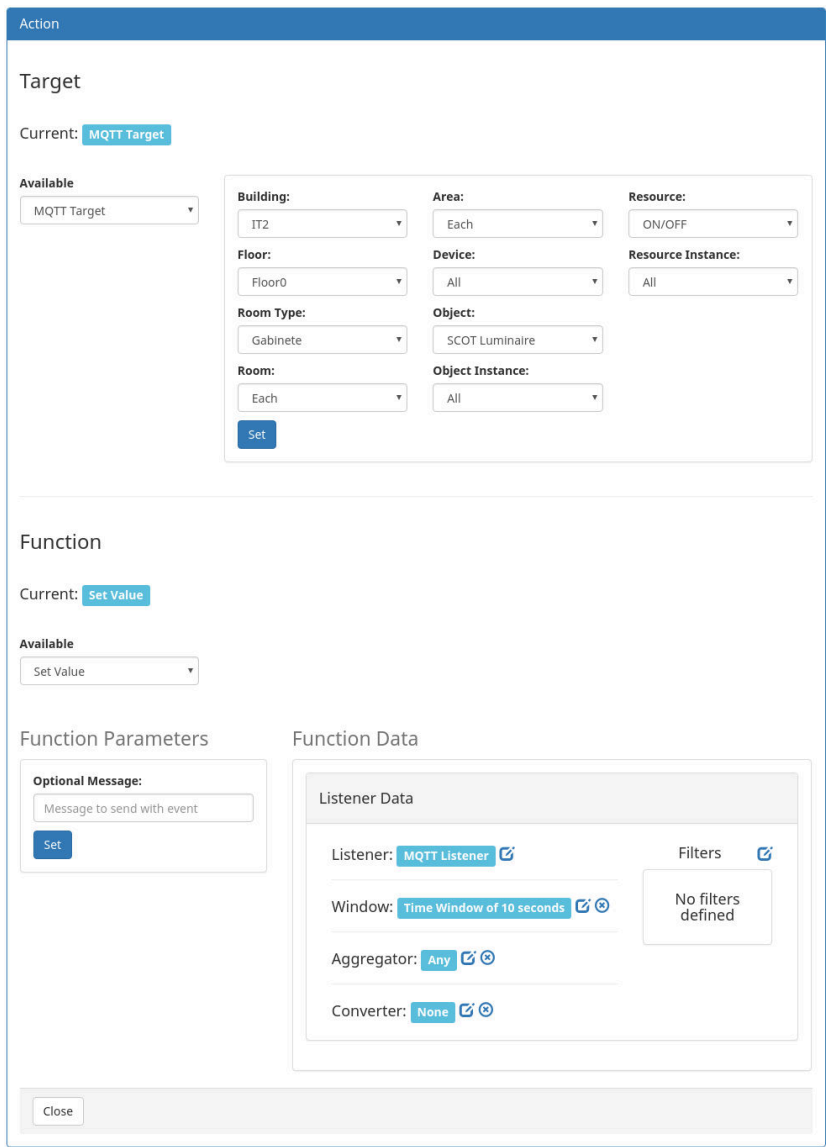 Action
Target
Current: MQTT Target
Available
MQTT Target
Building:
IT2
Area:
Each
Resource:
ON/OFF
Floor:
Floor0
Device:
All
Resource Instance:
All
Room Type:
Gabinete
Object:
SCOT Luminaire
Room:
Each
Object Instance:
All
Set
Function
Current: Set Value
Available
Set Value
Function Parameters
Optional Message:
Message to send with event
Set
Function Data
Listener Data
Listener: MQTT Listener
Window: Time Window of 10 seconds
Aggregator: Any
Converter: None
Filters
No filters
defined
Close